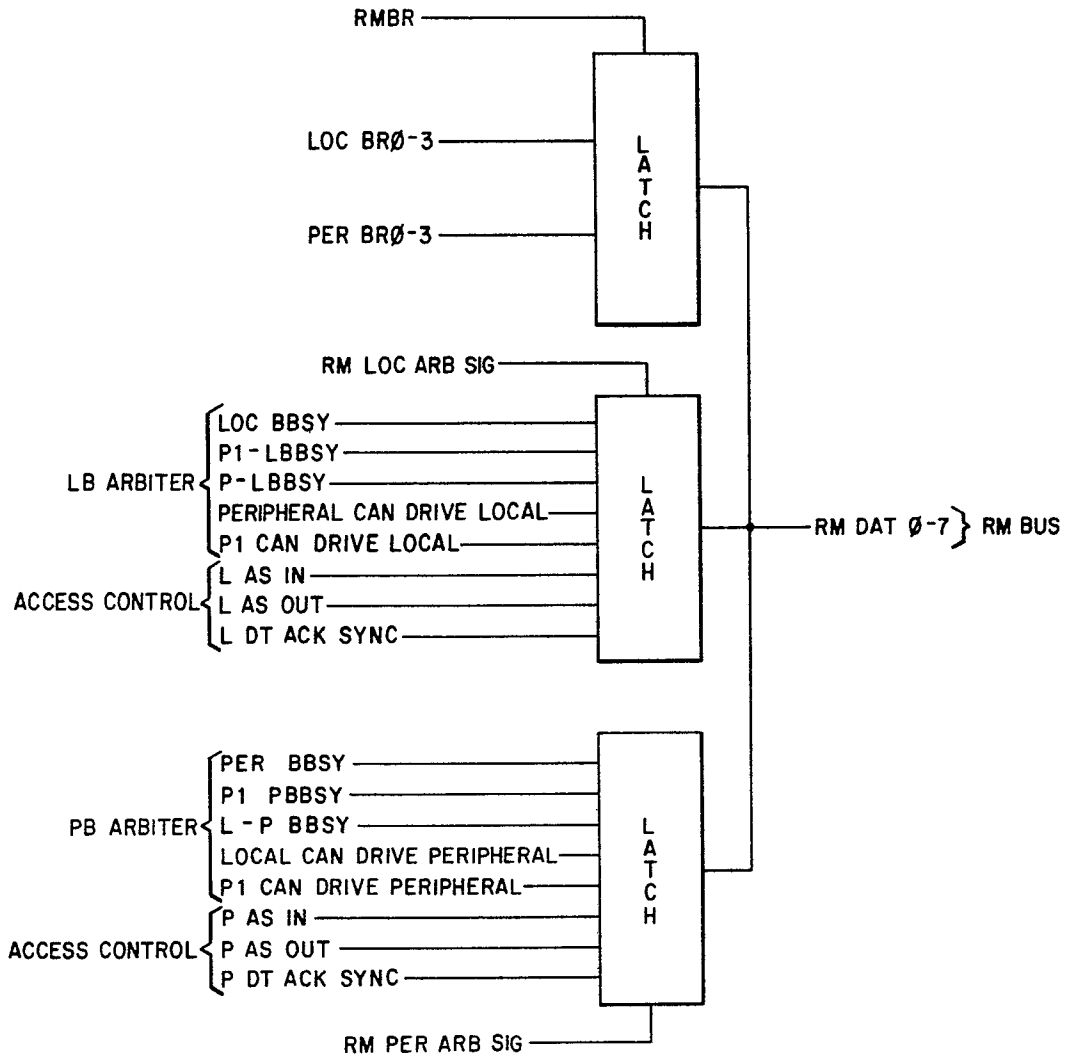 RMBR
LOC BRØ-3
PER BRØ-3
LATCH
RM LOC ARB SIG
LB ARBITER
LOC BBSY
P1-LBBSY
P-LBBSY
PERIPHERAL CAN DRIVE LOCAL
P1 CAN DRIVE LOCAL
ACCESS CONTROL
L AS IN
L AS OUT
L DT ACK SYNC
LATCH
RM DAT Ø-7 } RM BUS
PB ARBITER
PER BBSY
P1 PBBSY
L-P BBSY
LOCAL CAN DRIVE PERIPHERAL
P1 CAN DRIVE PERIPHERAL
ACCESS CONTROL
P AS IN
P AS OUT
P DT ACK SYNC
LATCH
RM PER ARB SIG